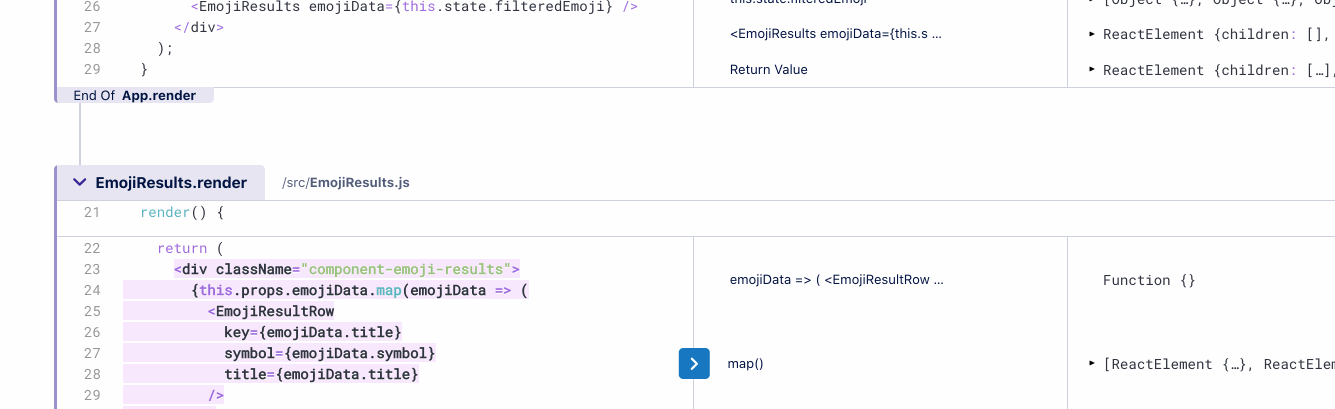 26 <EmojiResults emojiData={this.state.filteredEmoji} />
this.state.filteredEmoji
▸ [Object {…}, Object {…}, Obj
27 </div>
<EmojiResults emojiData={this.s ...
▸ ReactElement {children: [],
28 );
29 }
Return Value
▸ ReactElement {children: […],
End Of App.render
EmojiResults.render
/src/EmojiResults.js
21 render() {
22 return (
23 <div className="component-emoji-results">
24 {this.props.emojiData.map(emojiData => (
emojiData => ( <EmojiResultRow ...
Function {}
25 <EmojiResultRow
26 key={emojiData.title}
27 symbol={emojiData.symbol}
map()
▸ [ReactElement {…}, ReactElem
28 title={emojiData.title}
29 />